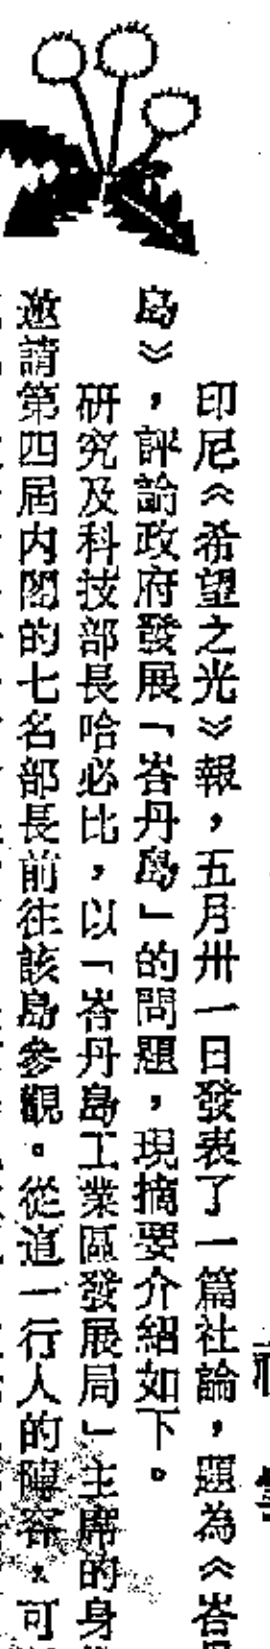 印尼《希望之光》報，五月卅一日發表了一篇社論，題為《峇
島》，評論政府發展「峇丹島」的問題，現摘要介紹如下。
研究及科技部長哈必比，以「峇丹島工業區發展局」主席的身
邀請第四屆内閣的七名部長前往該島參觀。從這一行人的陣容，可